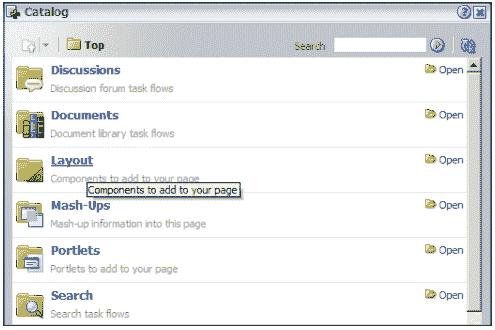 Catalog
Top
Search
Discussions
Open
Discussion forum task flows
Documents
Open
Document library task flows
Layout
Open
Components to add to your page
Components to add to your page
Mash-Ups
Open
Mash-up information into this page
Portlets
Open
Portlets to add to your page
Search
Open
Search task flows